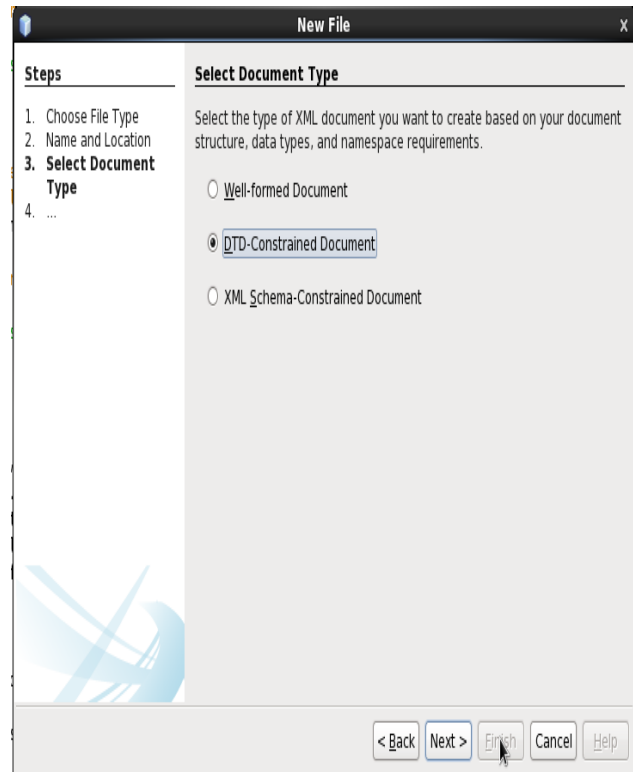 New File
X
Steps
1. Choose File Type
2. Name and Location
3. Select Document
Type
4. ...
Select Document Type
Select the type of XML document you want to create based on your document
structure, data types, and namespace requirements.
Well-formed Document
DTD-Constrained Document
XML Schema-Constrained Document
< Back
Next >
Finish
Cancel
Help